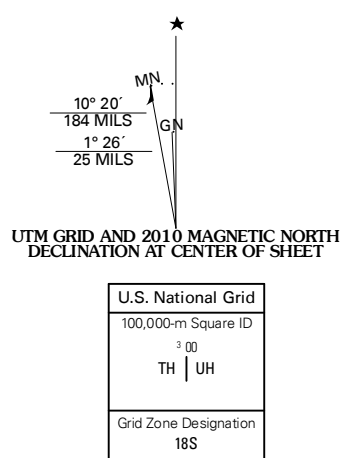 ★
MN
10° 20´
184 MILS
GN
1° 26´
25 MILS
UTM GRID AND 2010 MAGNETIC NORTH
DECLINATION AT CENTER OF SHEET
U.S. National Grid
100,000-m Square ID
3 00
TH | UH
Grid Zone Designation
18S